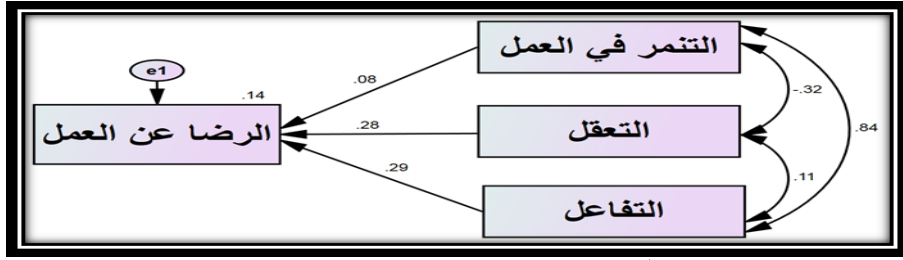 التنمر في العمل
e1
.14
.08
-.32
الرضا عن العمل
.28
التعقل
.84
.29
.11
التفاعل